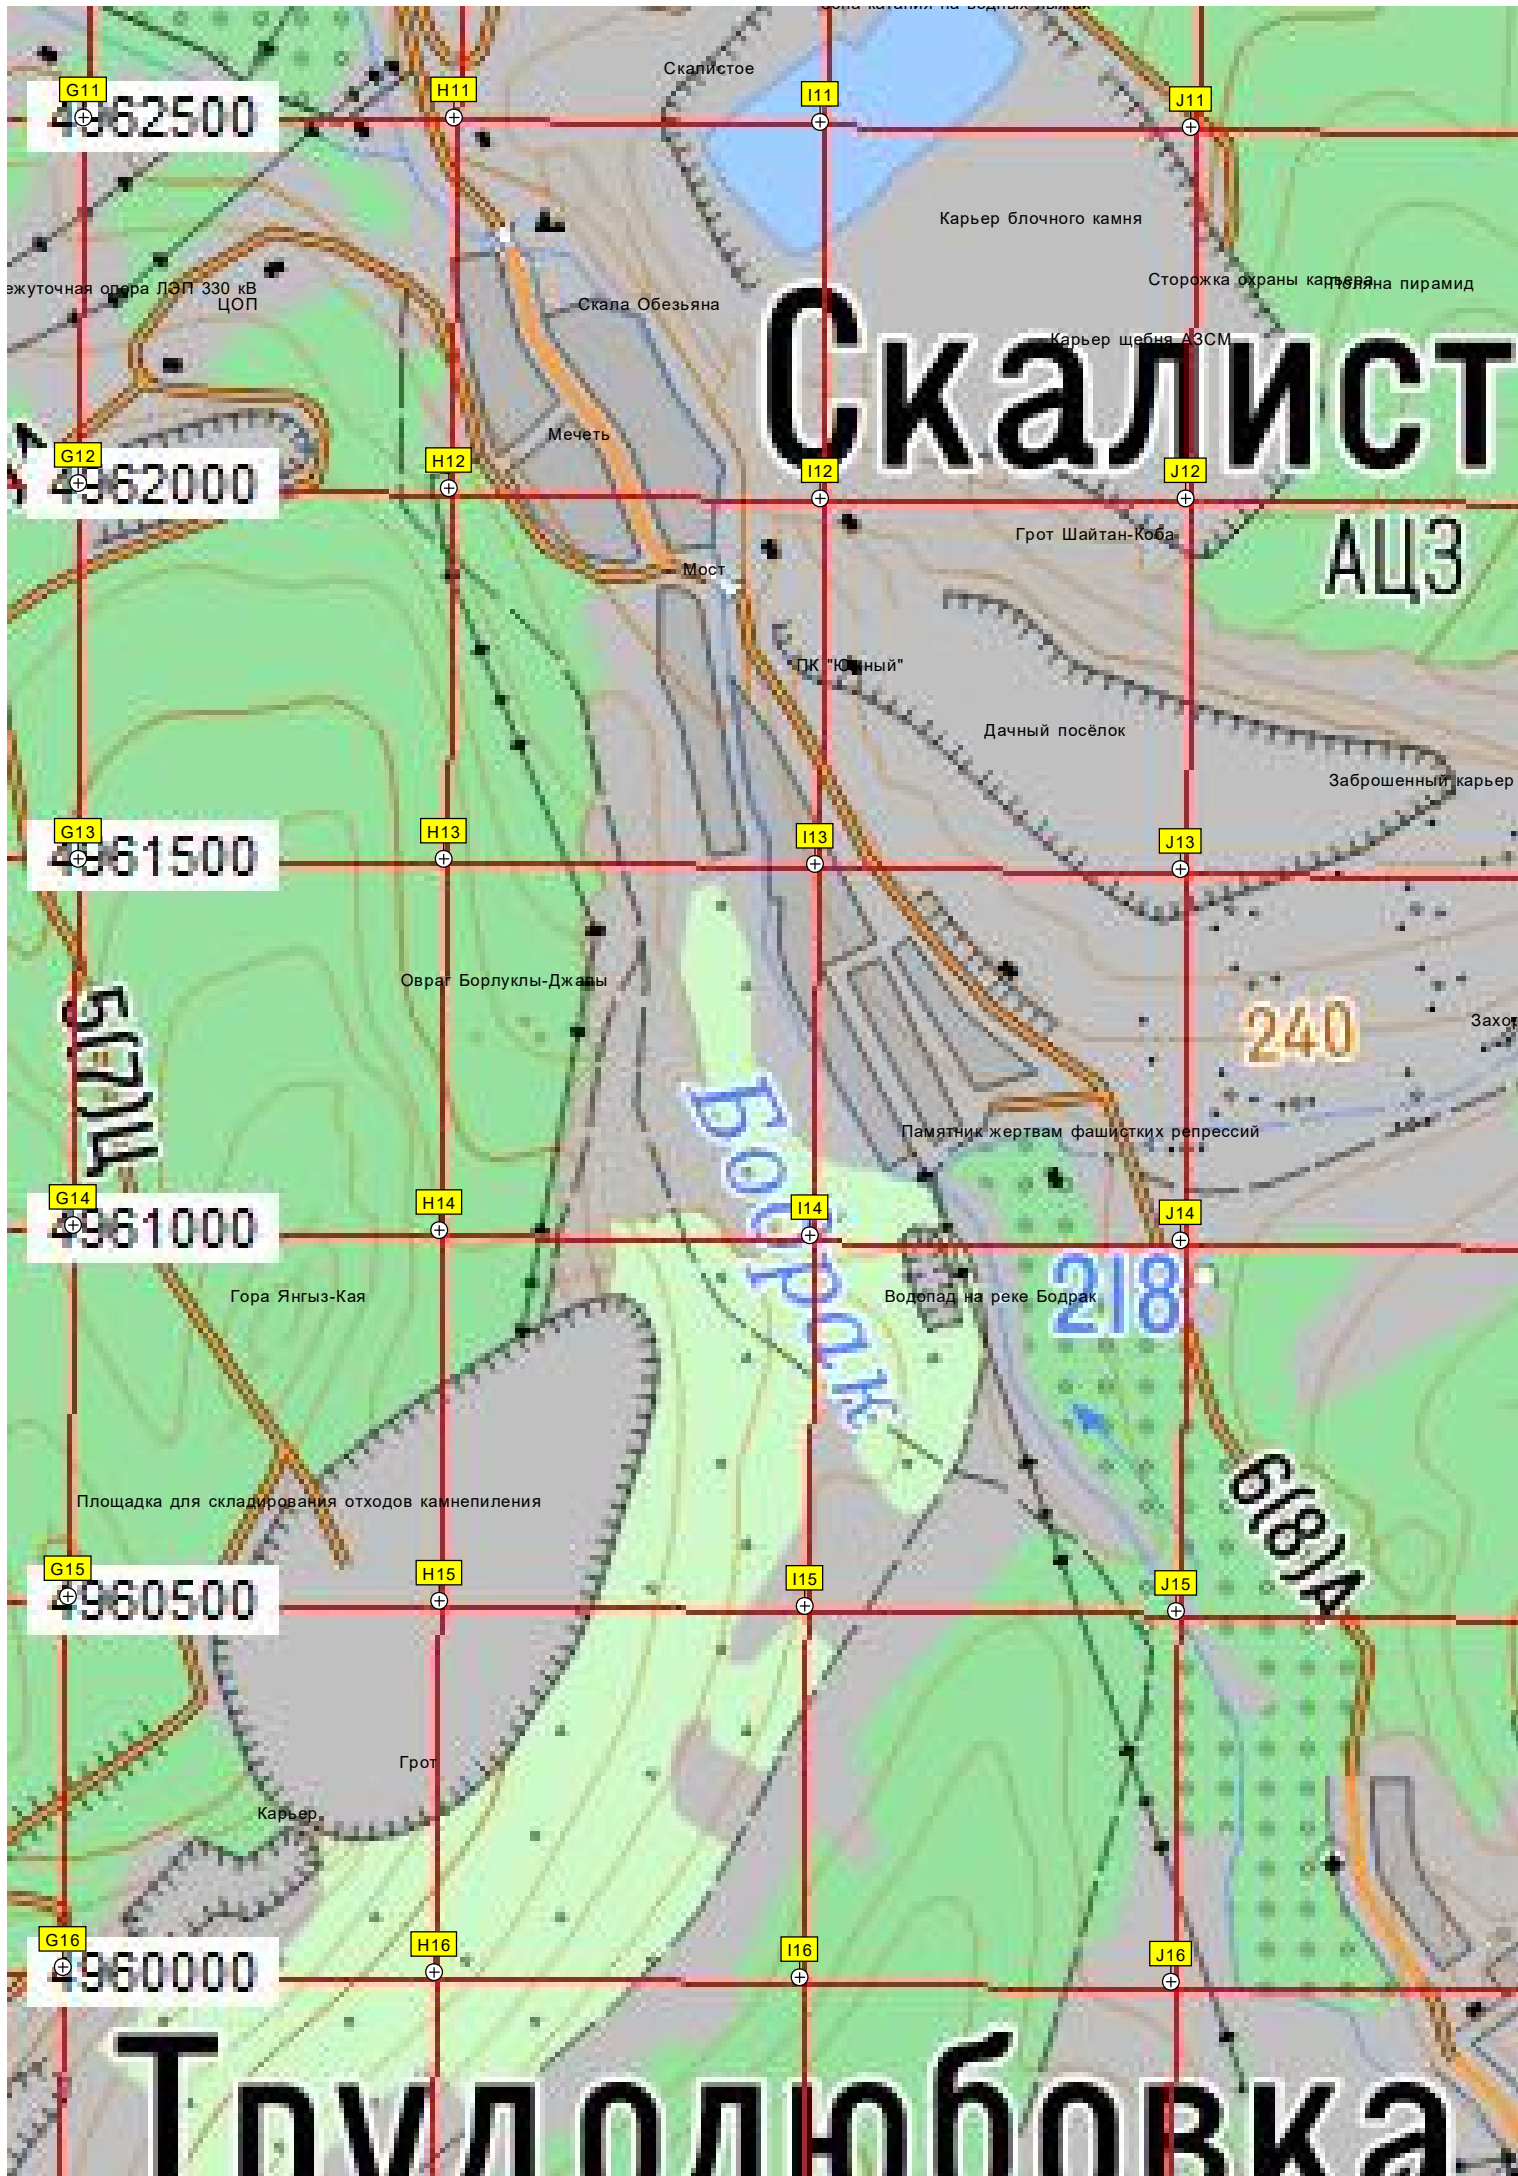 Скалистое
G11
H11
I11
J11
4962500
Карьер блочного камня
Сторожка охраны карьера
Поляна пирамид
ЛЭП 330 кВ
ЦОП
Скала Обезьяна
Карьер щебня АЗСМ
Скалист
Мечеть
G12
H12
I12
J12
4962000
Грот Шайтан-Коба
АЦЗ
Мост
ПК "Южный"
Дачный посёлок
Заброшенный карьер
G13
H13
I13
J13
4961500
Овраг Борлуклы-Джапы
5(7)Ц
240
Бодрак
Памятник жертвам фашистких репрессий
G14
H14
I14
J14
4961000
Гора Янгыз-Кая
Водопад на реке Бодрак
218
6(8)А
Площадка для складирования отходов камнепиления
G15
H15
I15
J15
4960500
Грот
Карьер
G16
H16
I16
J16
4960000
Трудолюбовка